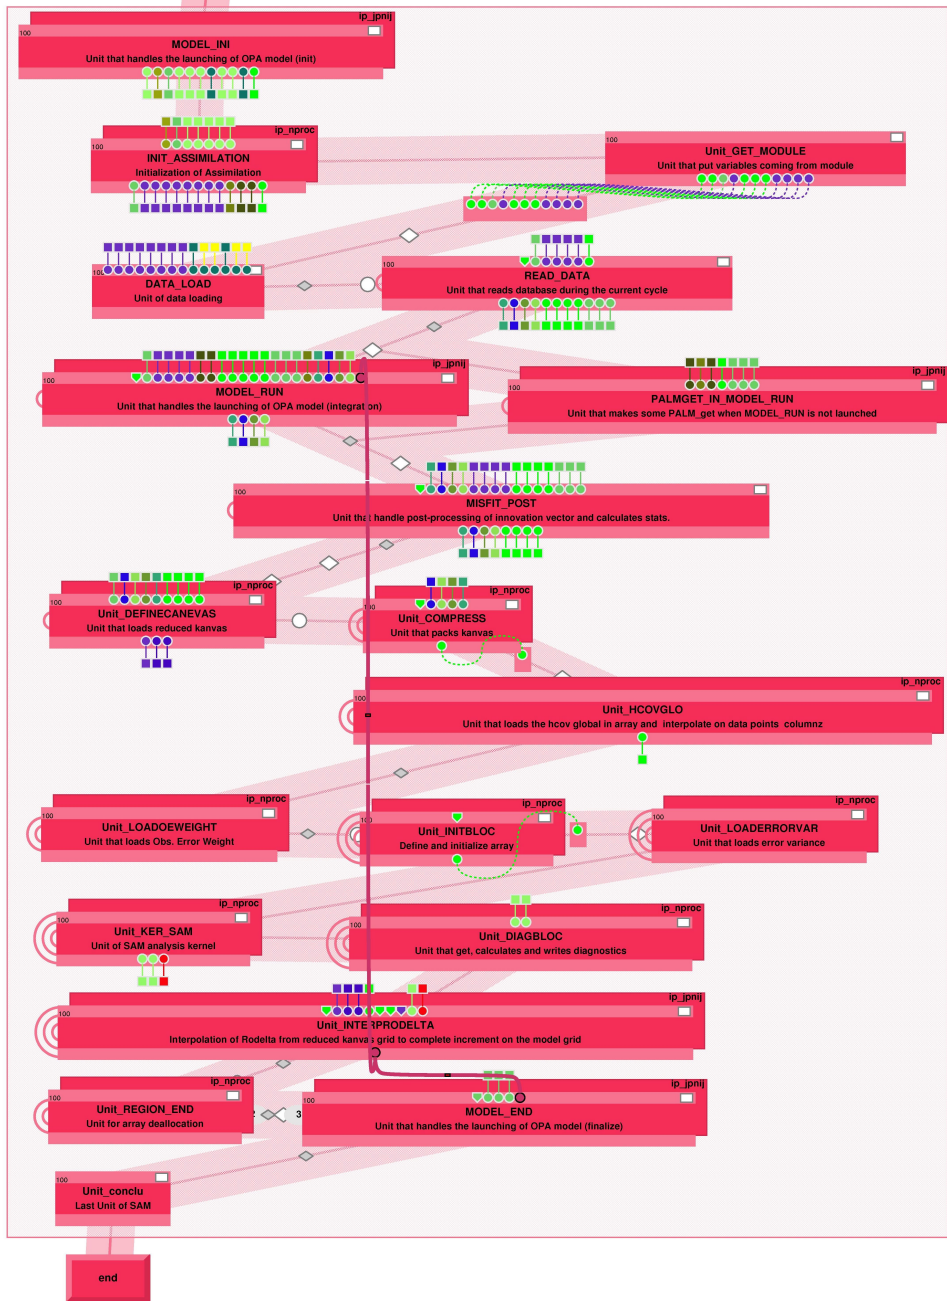 ip_jpnij
100
MODEL_INI
Unit that handles the launching of OPA model (init)
ip_nproc
100
INIT_ASSIMILATION
Initialization of Assimilation
100
Unit_GET_MODULE
Unit that put variables coming from module
100
DATA_LOAD
Unit of data loading
100
READ_DATA
Unit that reads database during the current cycle
ip_jpnij
100
MODEL_RUN
Unit that handles the launching of OPA model (integration)
ip_jpnij
100
PALMGET_IN_MODEL_RUN
Unit that makes some PALM_get when MODEL_RUN is not launched
100
MISFIT_POST
Unit that handle post-processing of innovation vector and calculates stats.
ip_nproc
100
Unit_DEFINECANEVAS
Unit that loads reduced kanvas
ip_nproc
100
Unit_COMPRESS
Unit that packs kanvas
ip_nproc
100
Unit_HCOVGLO
Unit that loads the hcov global in array and interpolate on data points columnz
ip_nproc
100
Unit_LOADOEWEIGHT
Unit that loads Obs. Error Weight
ip_nproc
100
Unit_INITBLOC
Define and initialize array
ip_nproc
100
Unit_LOADERRORVAR
Unit that loads error variance
ip_nproc
100
Unit_KER_SAM
Unit of SAM analysis kernel
ip_nproc
100
Unit_DIAGBLOC
Unit that get, calculates and writes diagnostics
ip_jpnij
100
Unit_INTERPRODELTA
Interpolation of Rodelta from reduced kanvas grid to complete increment on the model grid
ip_nproc
100
Unit_REGION_END
Unit for array deallocation
3
ip_jpnij
100
MODEL_END
Unit that handles the launching of OPA model (finalize)
100
Unit_conclu
Last Unit of SAM
end